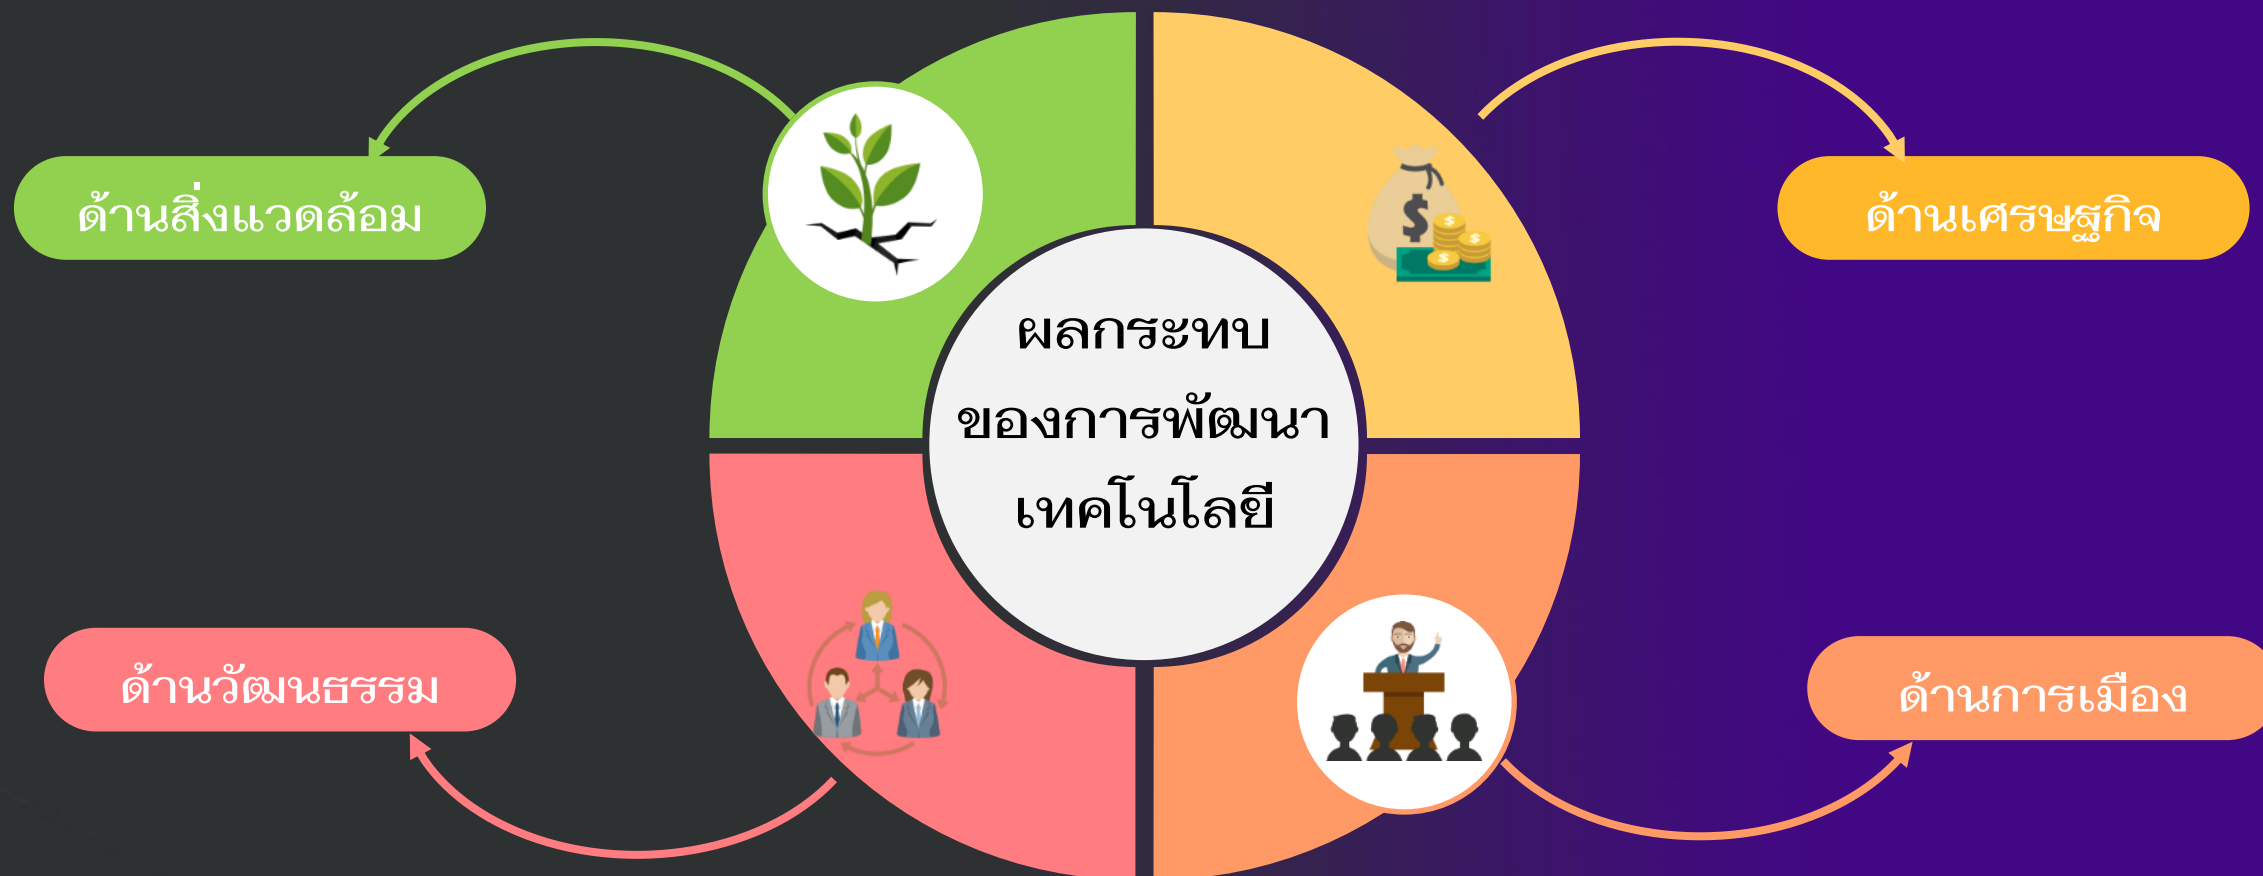 ด้านสิ่งแวดล้อม
ด้านเศรษฐกิจ
ผลกระทบ
ของการพัฒนา
เทคโนโลยี
ด้านวัฒนธรรม
ด้านการเมือง